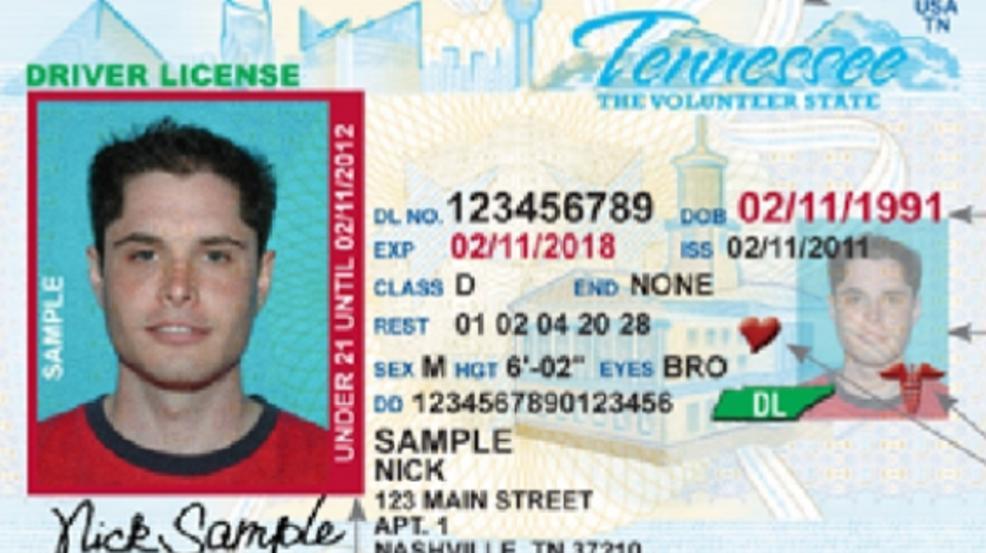 USA
TN
Tennessee
THE VOLUNTEER STATE
DRIVER LICENSE
SAMPLE
UNDER 21 UNTIL 02/11/2012
DL NO. 123456789 DOB 02/11/1991
EXP 02/11/2018 ISS 02/11/2011
CLASS D END NONE
REST 01 02 04 20 28
SEX M HGT 6'-02" EYES BRO
DD 1234567890123456
DL
SAMPLE
NICK
123 MAIN STREET
APT. 1
NASHVILLE, TN 37210
Nick Sample